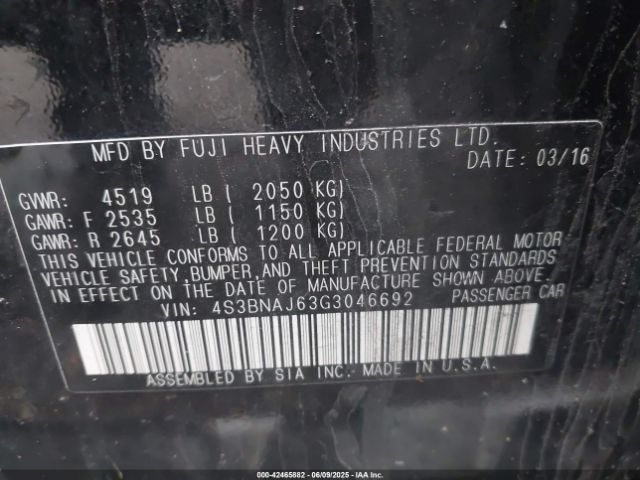 MFD BY FUJI HEAVY INDUSTRIES LTD.
DATE: 03/16
GVWR: 4519 LB ( 2050 KG)
GAWR: F 2535 LB ( 1150 KG)
GAWR: R 2645 LB ( 1200 KG)
THIS VEHICLE CONFORMS TO ALL APPLICABLE FEDERAL MOTOR
VEHICLE SAFETY, BUMPER, AND THEFT PREVENTION STANDARDS
IN EFFECT ON THE DATE OF MANUFACTURE SHOWN ABOVE.
VIN: 4S3BNAJ63G3046692 PASSENGER CAR
ASSEMBLED BY SIA INC. MADE IN U.S.A.
000-42465882 | 06/09/2025 - IAA Inc.